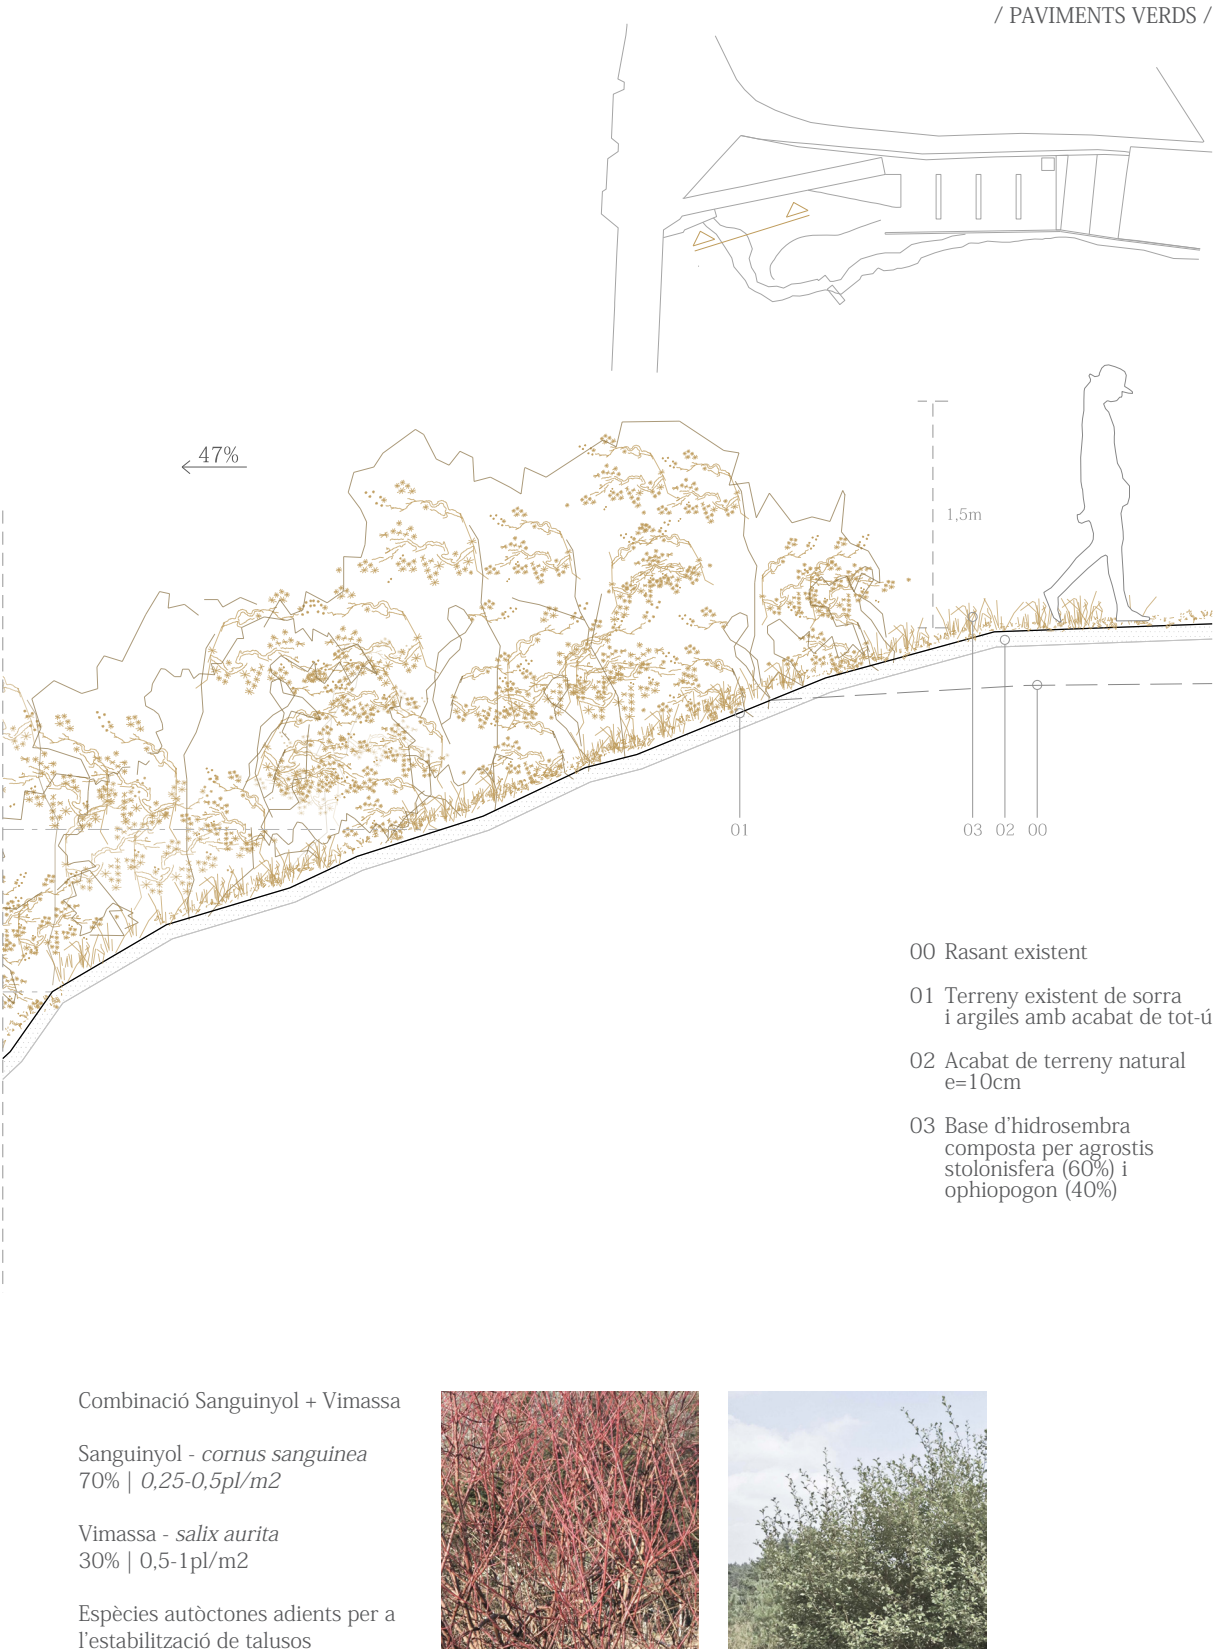 / PAVIMENTS VERDS /
47%
1,5m
01
03
02
00
00 Rasant existent
01 Terreny existent de sorra
i argiles amb acabat de tot-ú
02 Acabat de terreny natural
e=10cm
03 Base d'hidrosembra
composta per agrostis
stolonisfera (60%) i
ophiopogon (40%)
Combinació Sanguinyol + Vimassa
Sanguinyol - cornus sanguinea
70% | 0,25-0,5pl/m2
Vimassa - salix aurita
30% | 0,5-1pl/m2
Espècies autòctones adients per a
l'estabilització de talusos